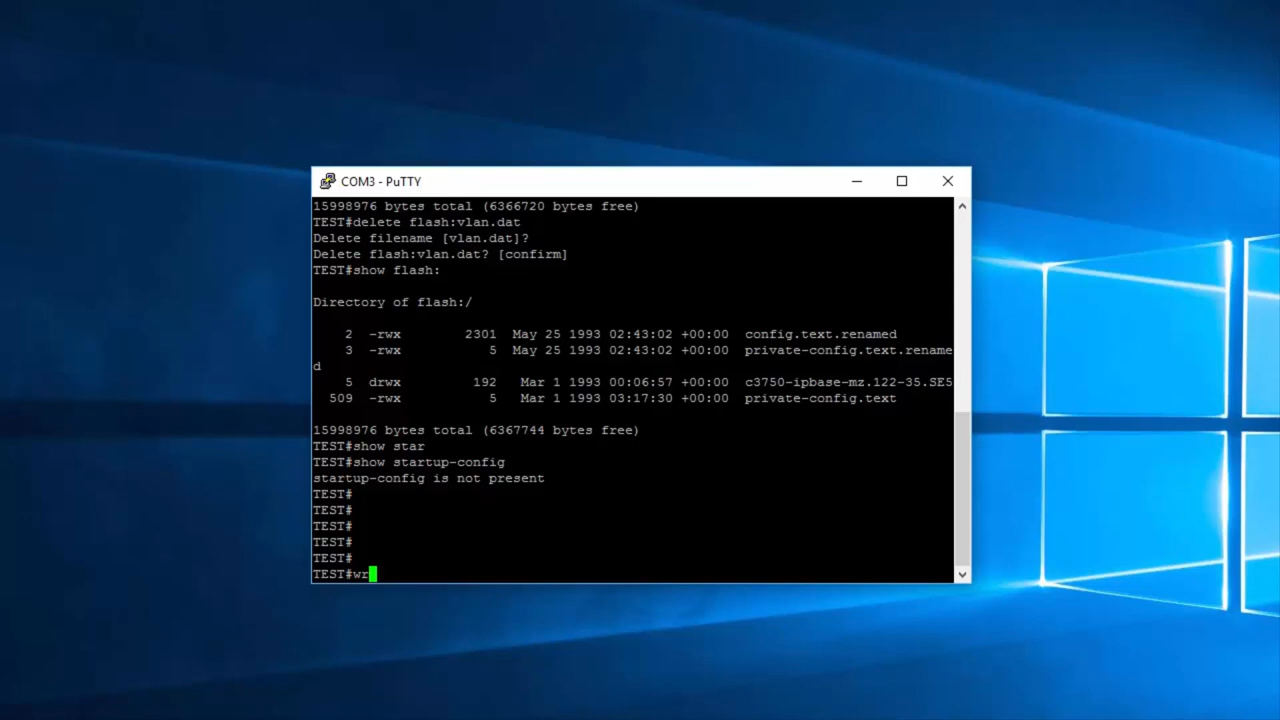 COM3 - PuTTY
15998976 bytes total (6366720 bytes free)
TEST#delete flash:vlan.dat
Delete filename [vlan.dat]?
Delete flash:vlan.dat? [confirm]
TEST#show flash:
Directory of flash:/
2 -rwx 2301 May 25 1993 02:43:02 +00:00 config.text.renamed
3 -rwx 5 May 25 1993 02:43:02 +00:00 private-config.text.rename
d
5 drwx 192 Mar 1 1993 00:06:57 +00:00 c3750-ipbase-mz.122-35.SE5
509 -rwx 5 Mar 1 1993 03:17:30 +00:00 private-config.text
15998976 bytes total (6367744 bytes free)
TEST#show star
TEST#show startup-config
startup-config is not present
TEST#
TEST#
TEST#
TEST#
TEST#
TEST#wr